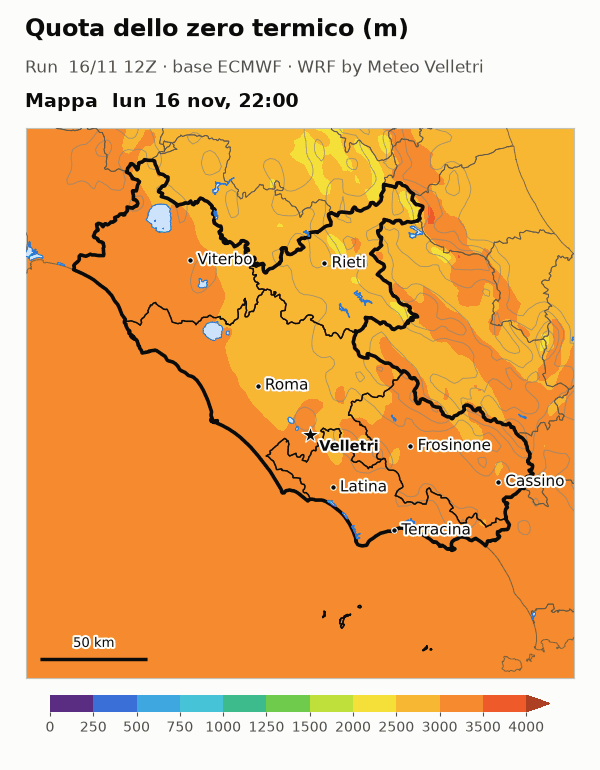 Quota dello zero termico (m)
Run  16/11 12Z · base ECMWF · WRF by Meteo Velletri
Mappa  lun 16 nov, 22:00
Viterbo
Rieti
Roma
Velletri
Frosinone
Cassino
Latina
Terracina
50 km
0 250 500 750 1000 1250 1500 2000 2500 3000 3500 4000